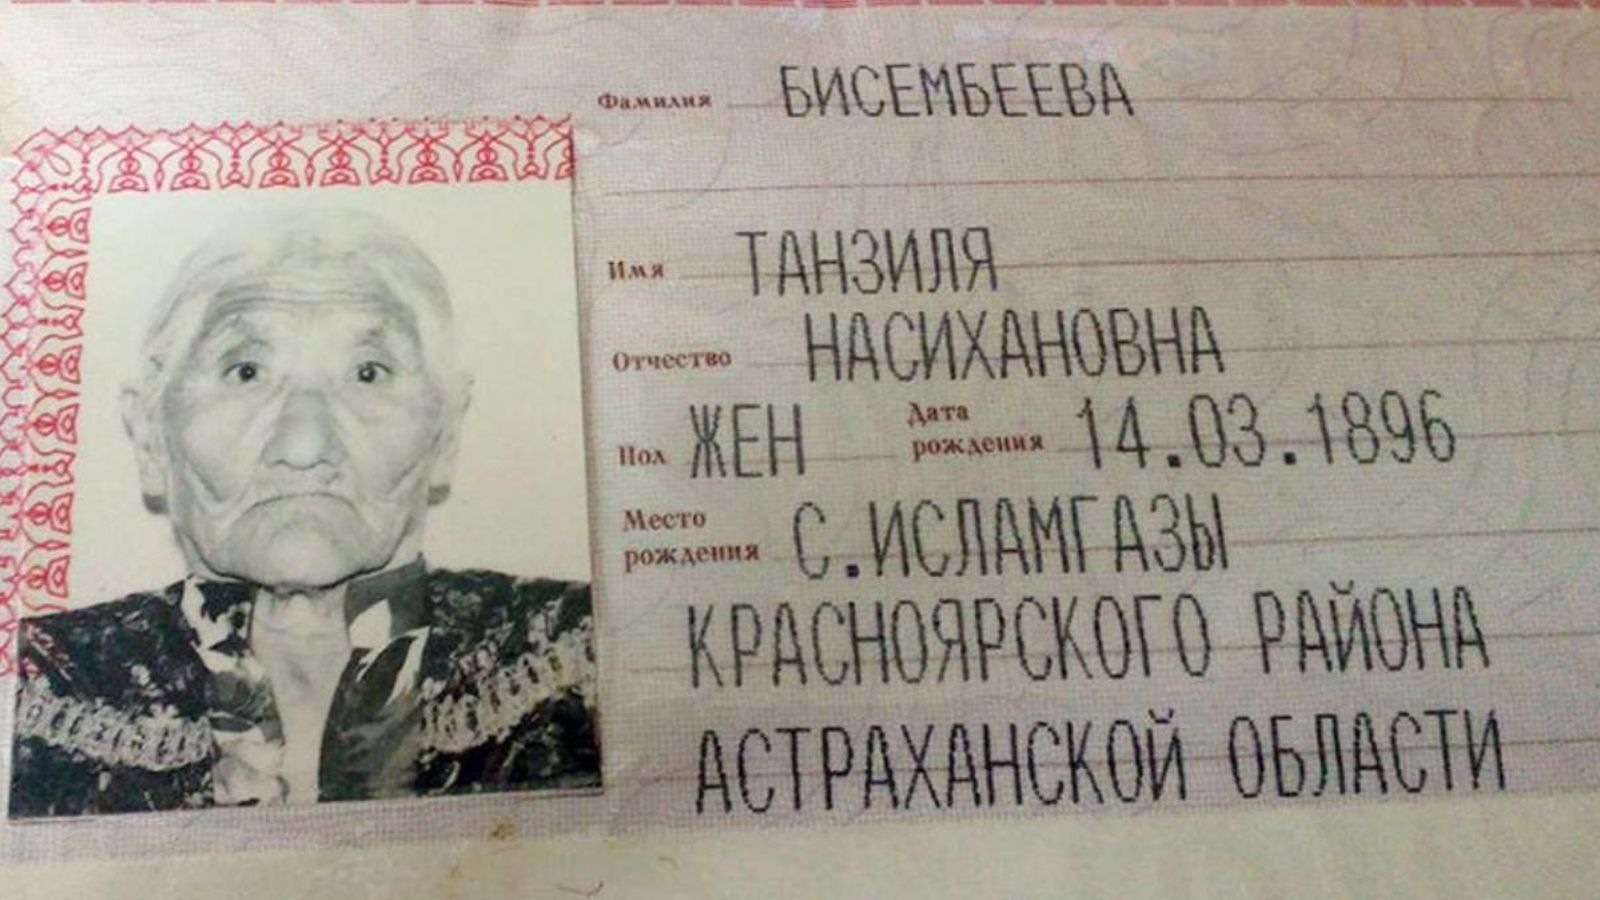 Фамилия БИСЕМБЕЕВА
Имя ТАНЗИЛЯ
Отчество НАСИХАНОВНА
Пол ЖЕН Дата рождения 14.03.1896
Место рождения С.ИСЛАМГАЗЫ
КРАСНОЯРСКОГО РАЙОНА
АСТРАХАНСКОЙ ОБЛАСТИ